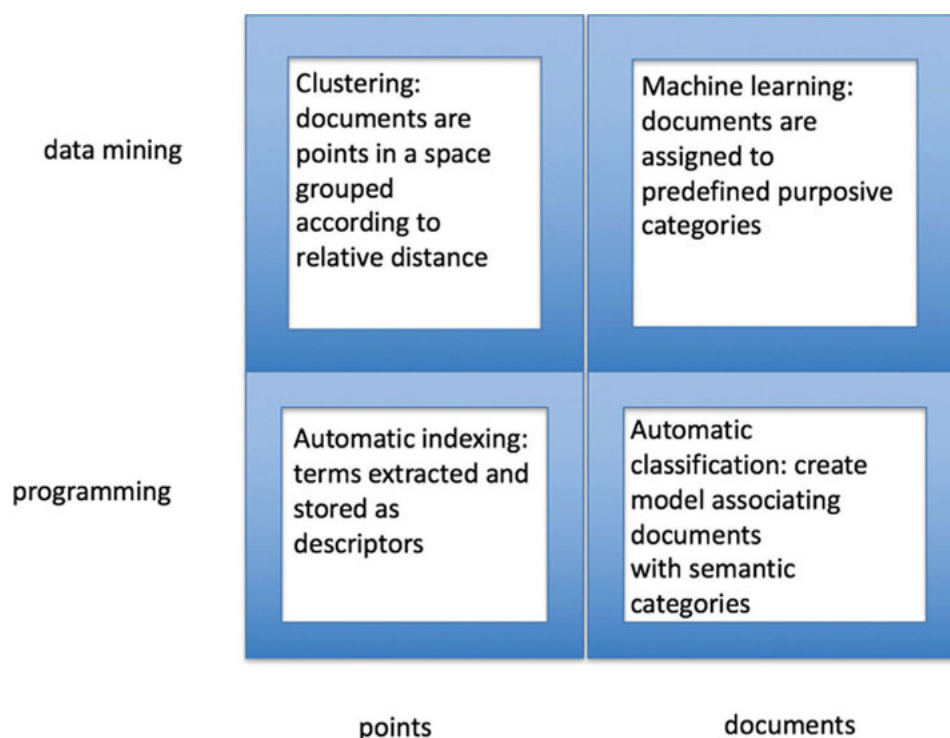 data mining
Clustering:
documents are
points in a space
grouped
according to
relative distance
Machine learning:
documents are
assigned to
predefined purposive
categories
programming
Automatic indexing:
terms extracted and
stored as
descriptors
Automatic
classification: create
model associating
documents
with semantic
categories
points
documents